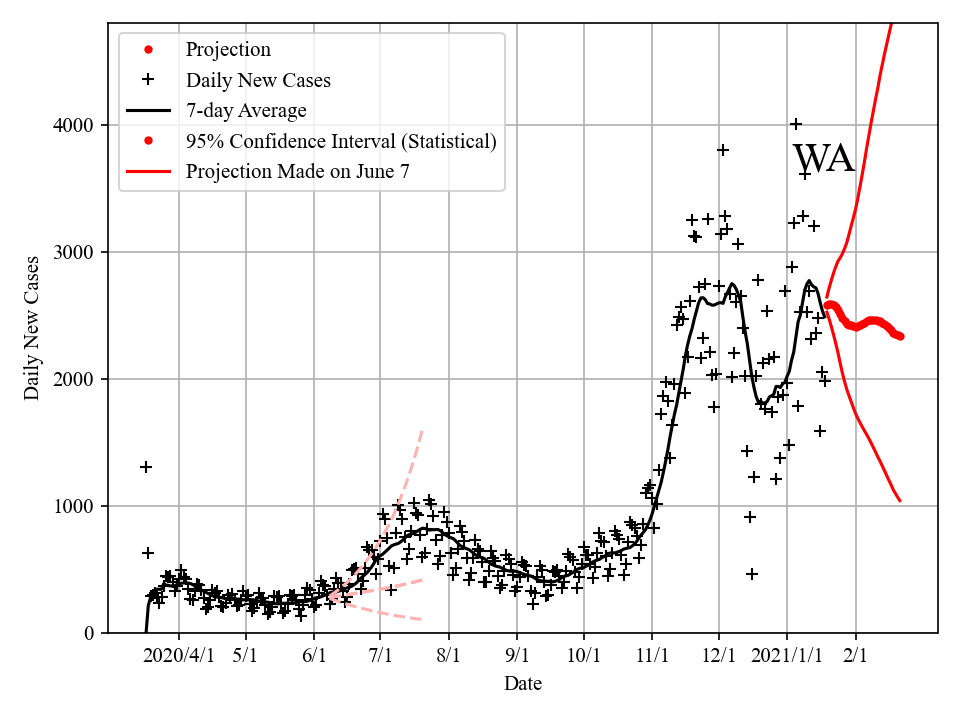 Projection
Daily New Cases
7-day Average
95% Confidence Interval (Statistical)
Projection Made on June 7
WA
4000
3000
2000
1000
0
Daily New Cases
2020/4/1 5/1 6/1 7/1 8/1 9/1 10/1 11/1 12/1 2021/1/1 2/1
Date